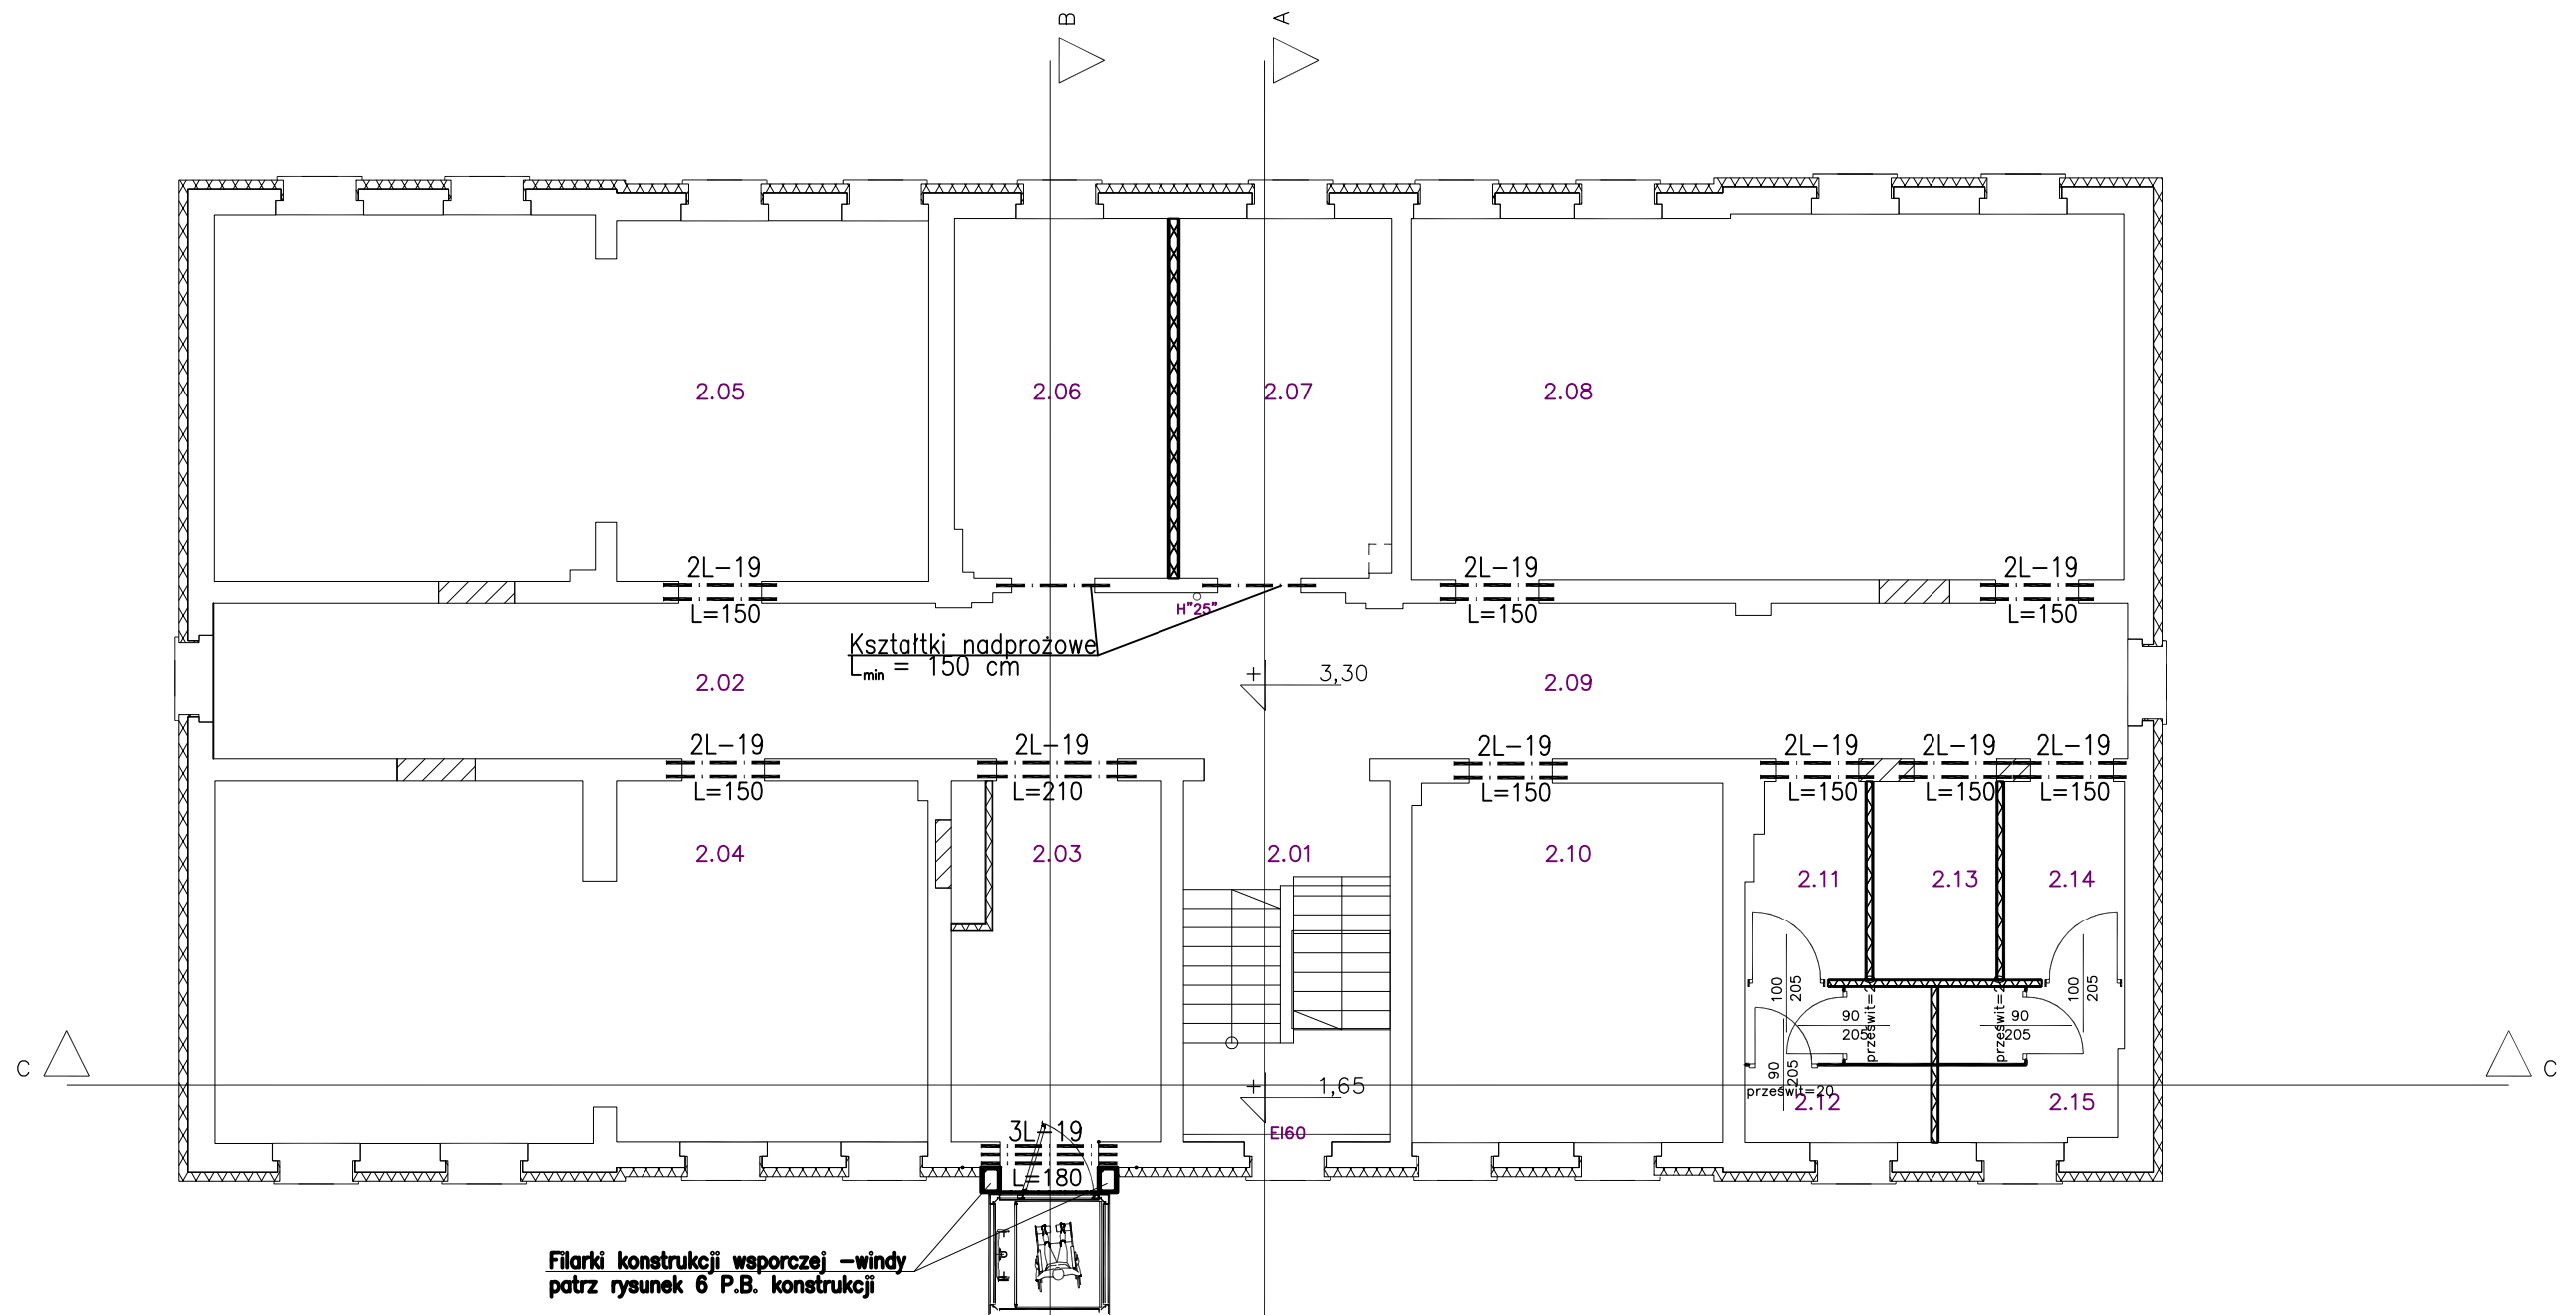 B
A
2.05
2.06
2.07
2.08
2L-19
2L-19
2L-19
L=150
H"25"
L=150
L=150
Kształtki nadprożowe
Lmin = 150 cm
+ 3,30
2.02
2.09
2L-19
2L-19
2L-19
2L-19
2L-19
2L-19
L=150
L=210
L=150
L=150
L=150
L=150
2.04
2.03
2.01
2.10
2.11
2.13
2.14
100
205
100
205
90
205
90
205
90
205
prześwit=20
C
C
+ 1,65
2.12
2.15
3L-19
EI60
L=180
Filarki konstrukcji wsporczej -windy
patrz rysunek 6 P.B. konstrukcji